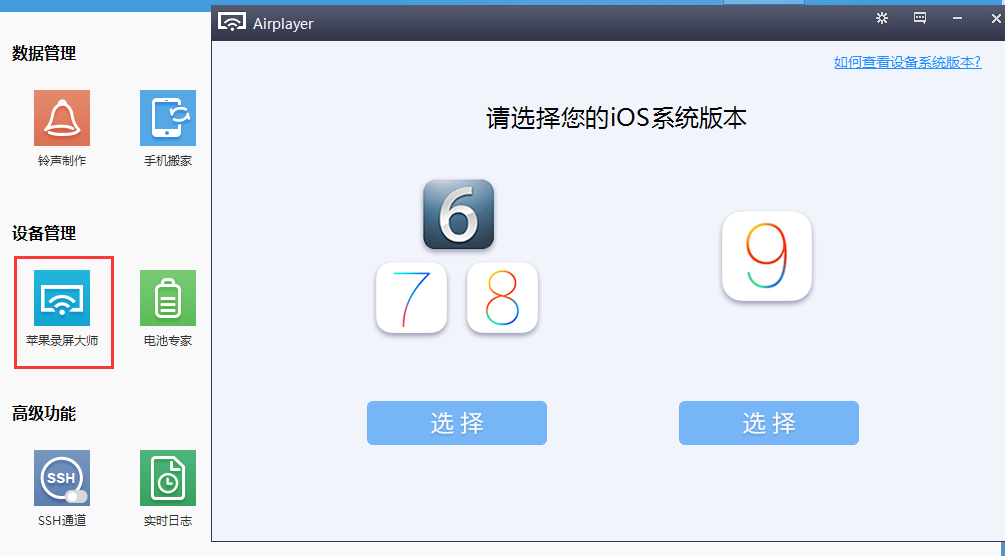 Airplayer
如何查看设备系统版本?
请选择您的iOS系统版本
6
7 8
9
选择
选择
数据管理
铃声制作
手机搬家
设备管理
苹果录屏大师
电池专家
高级功能
SSH
SSH通道
实时日志